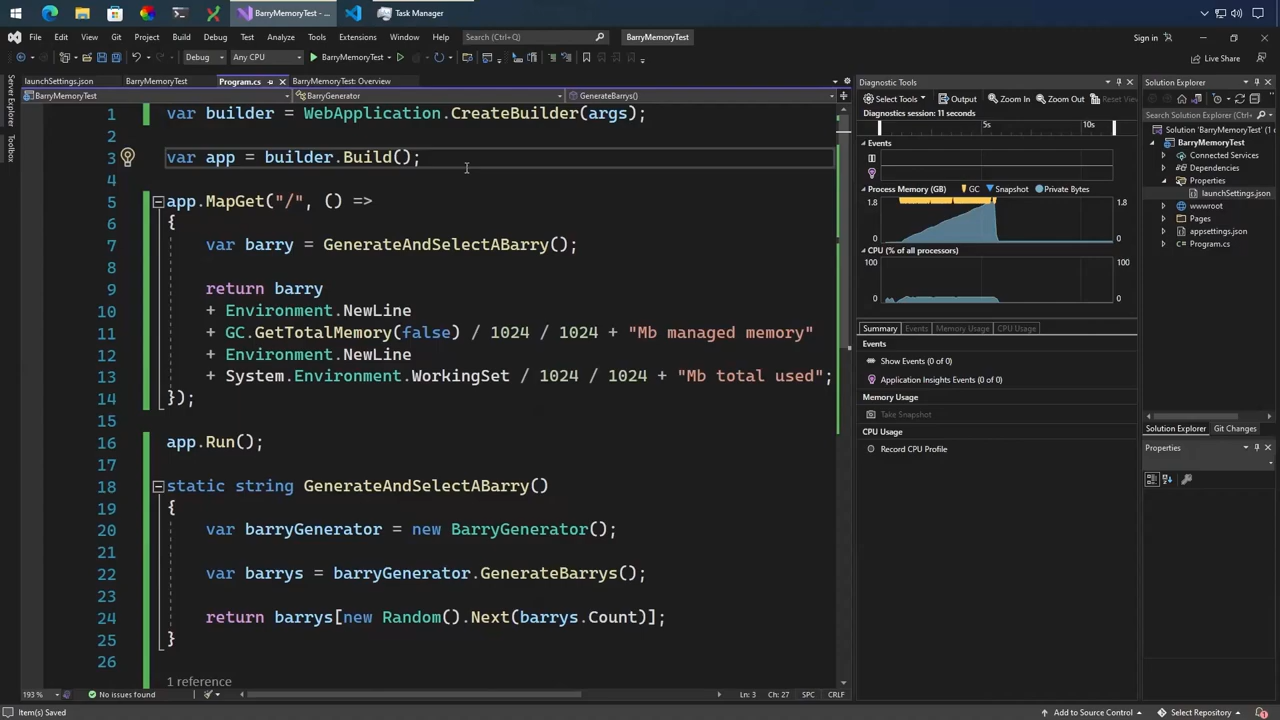 BarryMemoryTest - ...
Task Manager
File Edit View Git Project Build Debug Test Analyze Tools Extensions Window Help
Search (Ctrl+Q)
BarryMemoryTest
Sign in
Debug
Any CPU
BarryMemoryTest
Live Share
Server Explorer
Toolbox
launchSettings.json
BarryMemoryTest
Program.cs
BarryMemoryTest: Overview
BarryMemoryTest
BarryGenerator
GenerateBarrys()
1 var builder = WebApplication.CreateBuilder(args);
2
3 var app = builder.Build();
4
5 app.MapGet("/", () =>
6 {
7 var barry = GenerateAndSelectABarry();
8
9 return barry
10 + Environment.NewLine
11 + GC.GetTotalMemory(false) / 1024 / 1024 + "Mb managed memory"
12 + Environment.NewLine
13 + System.Environment.WorkingSet / 1024 / 1024 + "Mb total used";
14 });
15
16 app.Run();
17
18 static string GenerateAndSelectABarry()
19 {
20 var barryGenerator = new BarryGenerator();
21
22 var barrys = barryGenerator.GenerateBarrys();
23
24 return barrys[new Random().Next(barrys.Count)];
25 }
26
1 reference
193 %
No issues found
Ln: 3 Ch: 27 SPC CRLF
Diagnostic Tools
Select Tools Output Zoom In Zoom Out Reset View
Diagnostics session: 11 seconds
5s 10s
Events
Process Memory (GB) GC Snapshot Private Bytes
1.8 1.8
0 0
CPU (% of all processors)
100 100
0 0
Summary Events Memory Usage CPU Usage
Events
Show Events (0 of 0)
Application Insights Events (0 of 0)
Memory Usage
Take Snapshot
CPU Usage
Record CPU Profile
Solution Explorer
Search Solution Explorer (Ctrl+
Solution 'BarryMemoryTest' (1 of
BarryMemoryTest
Connected Services
Dependencies
Properties
launchSettings.json
wwwroot
Pages
appsettings.json
Program.cs
Solution Explorer Git Changes
Properties
Item(s) Saved
Add to Source Control
Select Repository